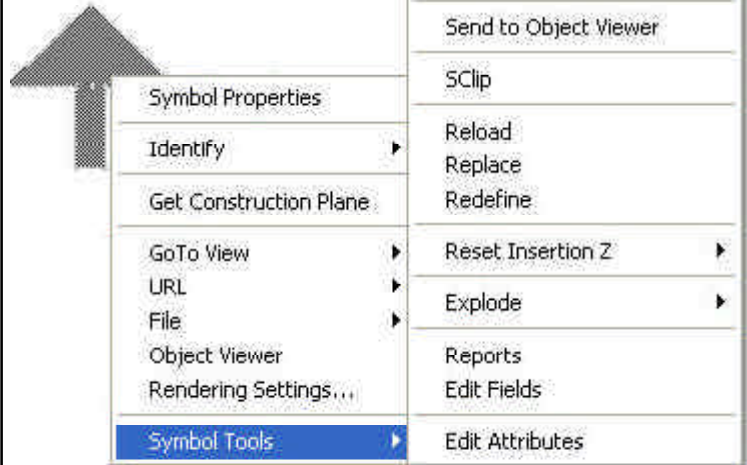 Symbol Properties
Identify
Get Construction Plane
GoTo View
URL
File
Object Viewer
Rendering Settings...
Symbol Tools
Send to Object Viewer
SClip
Reload
Replace
Redefine
Reset Insertion Z
Explode
Reports
Edit Fields
Edit Attributes